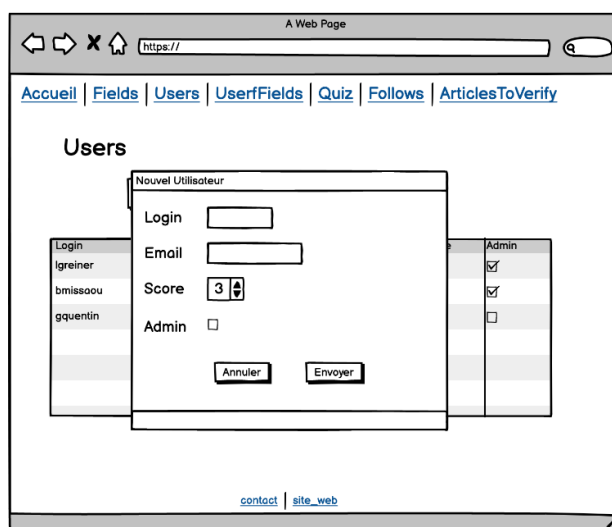 A Web Page
https://
Accueil Fields Users UserfFields Quiz Follows ArticlesToVerify
Users
Nouvel Utilisateur
Login
Email
Score 3
Admin
Annuler Envoyer
Login Admin
lgreiner
bmissaou
gquentin
contact site_web